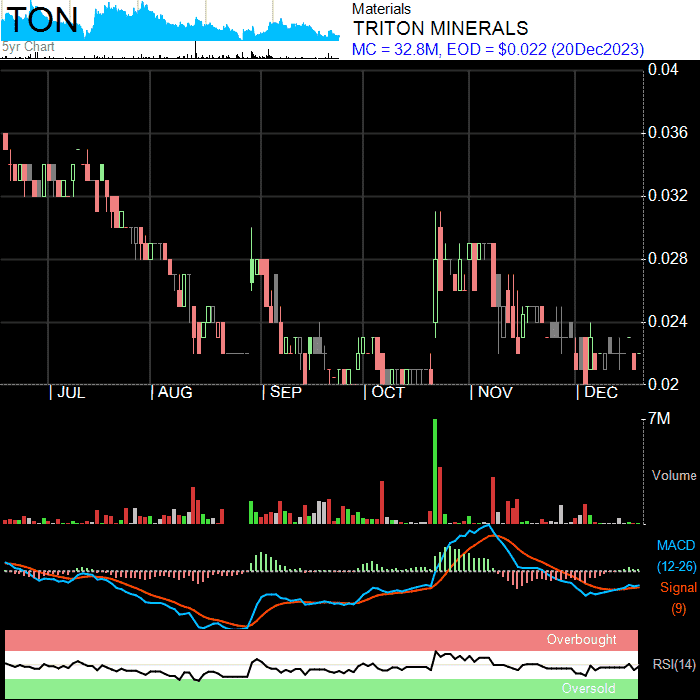 TON
5yr Chart
Materials
TRITON MINERALS
MC = 32.8M, EOD = $0.022 (20Dec2023)
0.04
0.036
0.032
0.028
0.024
0.02
| JUL | AUG | SEP | OCT | NOV | DEC
7M
Volume
MACD
(12-26)
Signal
(9)
Overbought
RSI(14)
Oversold